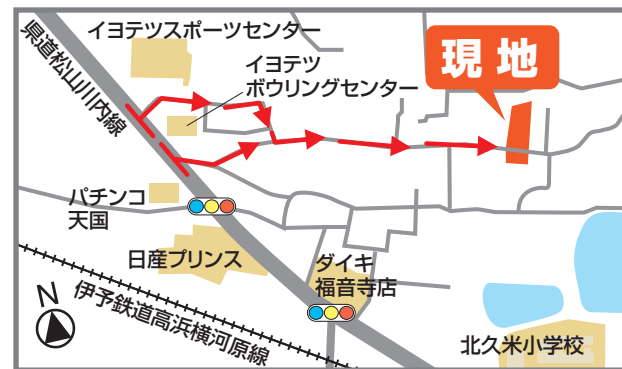 イヨテツスポーツセンター
イヨテツ
ボウリングセンター
現地
県道松山川内線
パチンコ
天国
日産プリンス
ダイキ
福音寺店
N
伊予鉄道高浜横河原線
北久米小学校